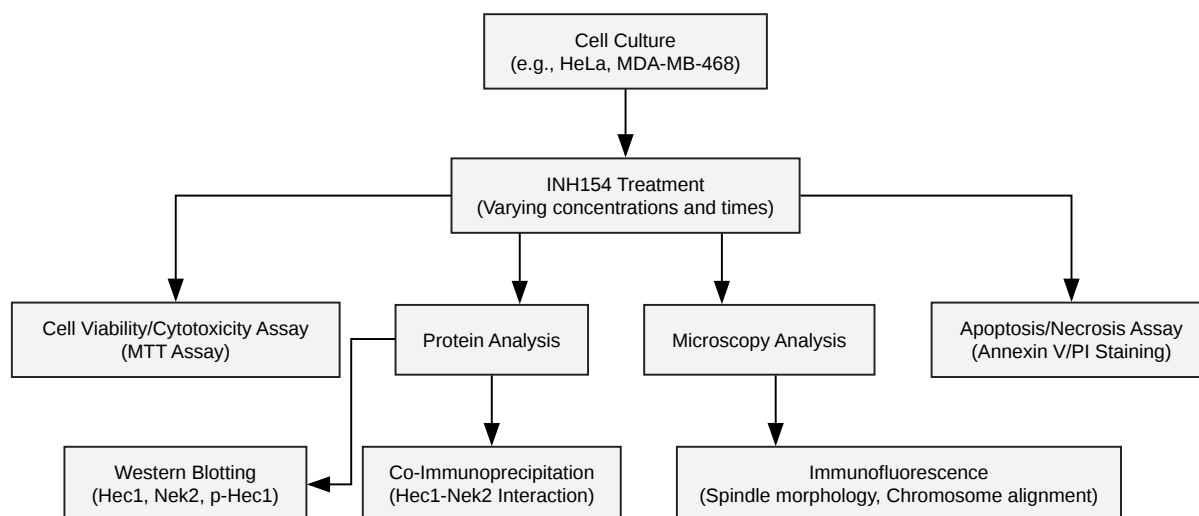 Cell Culture
(e.g., HeLa, MDA-MB-468)
INH154 Treatment
(Varying concentrations and times)
Cell Viability/Cytotoxicity Assay
(MTT Assay)
Protein Analysis
Microscopy Analysis
Apoptosis/Necrosis Assay
(Annexin V/PI Staining)
Western Blotting
(Hec1, Nek2, p-Hec1)
Co-Immunoprecipitation
(Hec1-Nek2 Interaction)
Immunofluorescence
(Spindle morphology, Chromosome alignment)